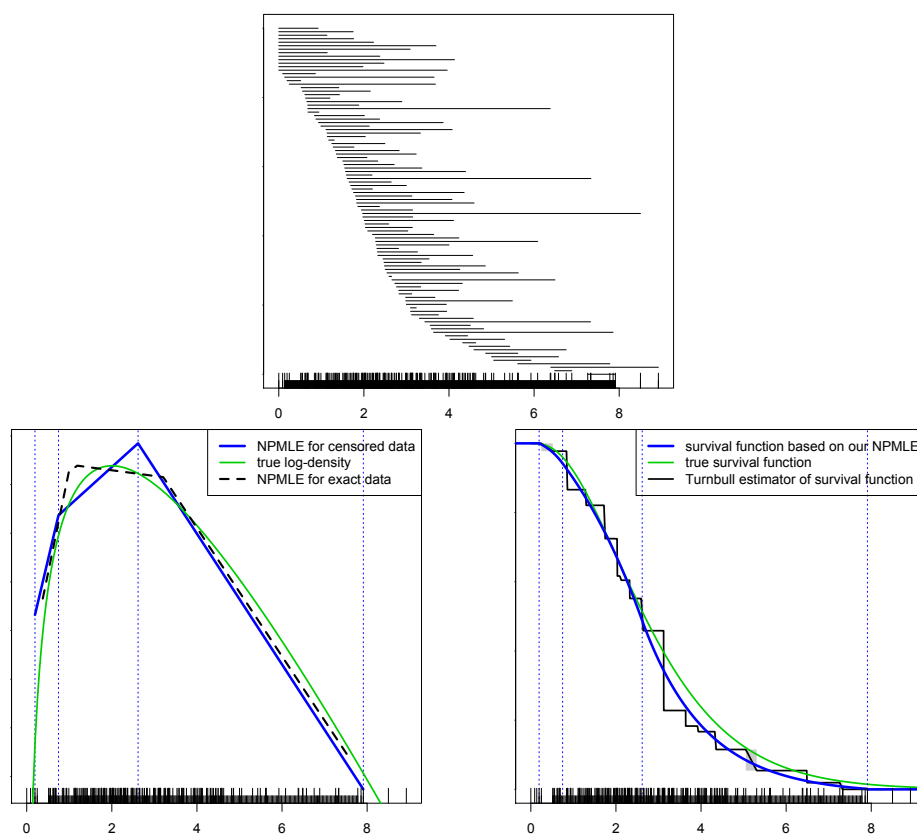 0 2 4 6 8
NPMLE for censored data
true log-density
NPMLE for exact data
survival function based on our NPMLE
true survival function
Turnbull estimator of survival function
0 2 4 6 8
0 2 4 6 8